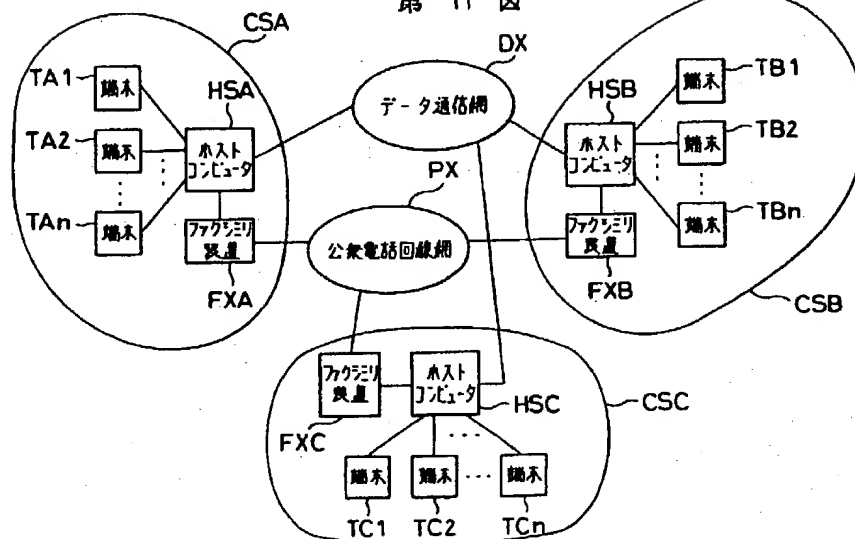 第 11 図
CSA
DX
TA1
端末
HSA
データ通信網
HSB
端末
TB1
TA2
端末
ホスト
コンピュータ
ホスト
コンピュータ
端末
TB2
PX
TAn
端末
ファクシミリ
装置
公衆電話回線網
ファクシミリ
装置
端末
TBn
FXA
FXB
CSB
ファクシミリ
装置
ホスト
コンピュータ
HSC
CSC
FXC
端末
端末
端末
TC1
TC2
TCn